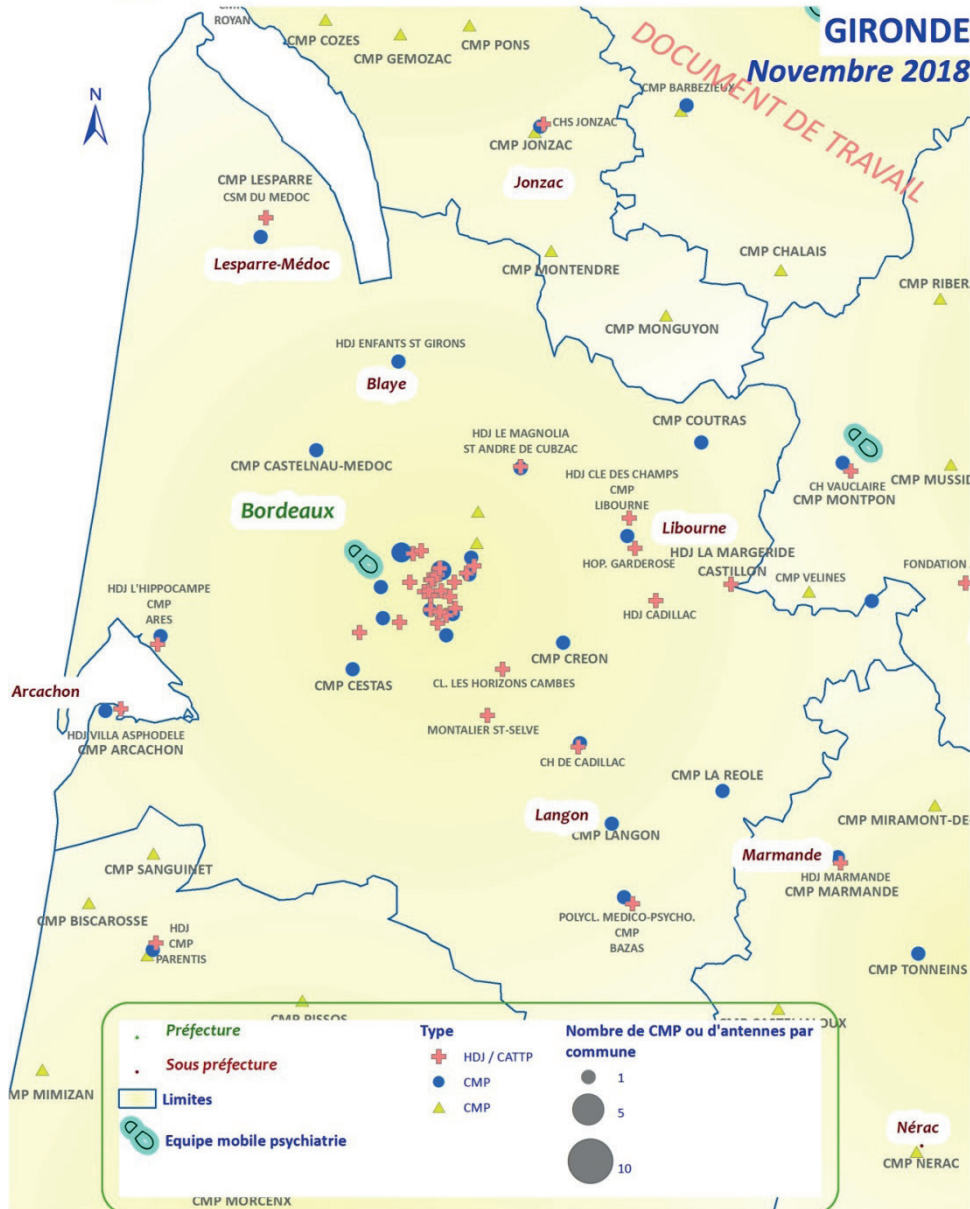 ROYAN
CMP COZES
CMP GEMOZAC
CMP PONS
GIRONDE
Novembre 2018
DOCUMENT DE TRAVAIL
N
CMP BARBEZIEUX
CHS JONZAC
CMP JONZAC
Jonzac
CMP LESPARRE
CSM DU MEDOC
Lesparre-Médoc
CMP CHALAIS
CMP MONTENDRE
CMP RIBERA
CMP MONGUYON
HDJ ENFANTS ST GIRONS
Blaye
CMP COUTRAS
HDJ LE MAGNOLIA
ST ANDRE DE CUBZAC
CMP CASTELNAU-MEDOC
HDJ CLE DES CHAMPS
CMP
LIBOURNE
CH VAUCLAIRE
CMP MONTPON
CMP MUSSID
Bordeaux
Libourne
HOP. GARDEROSE
HDJ LA MARGERIDE
CASTILLON
FONDATION
CMP VELINES
HDJ L'HIPPOCAMPE
CMP
ARES
HDJ CADILLAC
CMP CREON
CMP CESTAS
CL. LES HORIZONS CAMBES
Arcachon
MONTALIER ST-SELVE
HDJ VILLA ASPHODELE
CMP ARCACHON
CH DE CADILLAC
CMP LA REOLE
Langon
CMP LANGON
CMP MIRAMONT-DE-
Marmande
HDJ MARMANDE
CMP MARMANDE
CMP SANGUINET
CMP BISCAROSSE
POLYCL. MEDICO-PSYCHO.
CMP
BAZAS
HDJ
CMP
PARENTIS
CMP TONNEINS
CMP PISSOS
Préfecture
Sous préfecture
Limites
Equipe mobile psychiatrie
Type
HDJ / CATTP
CMP
CMP
Nombre de CMP ou d'antennes par
commune
1
5
10
MP MIMIZAN
Nérac
CMP NERAC
CMP MORCENX